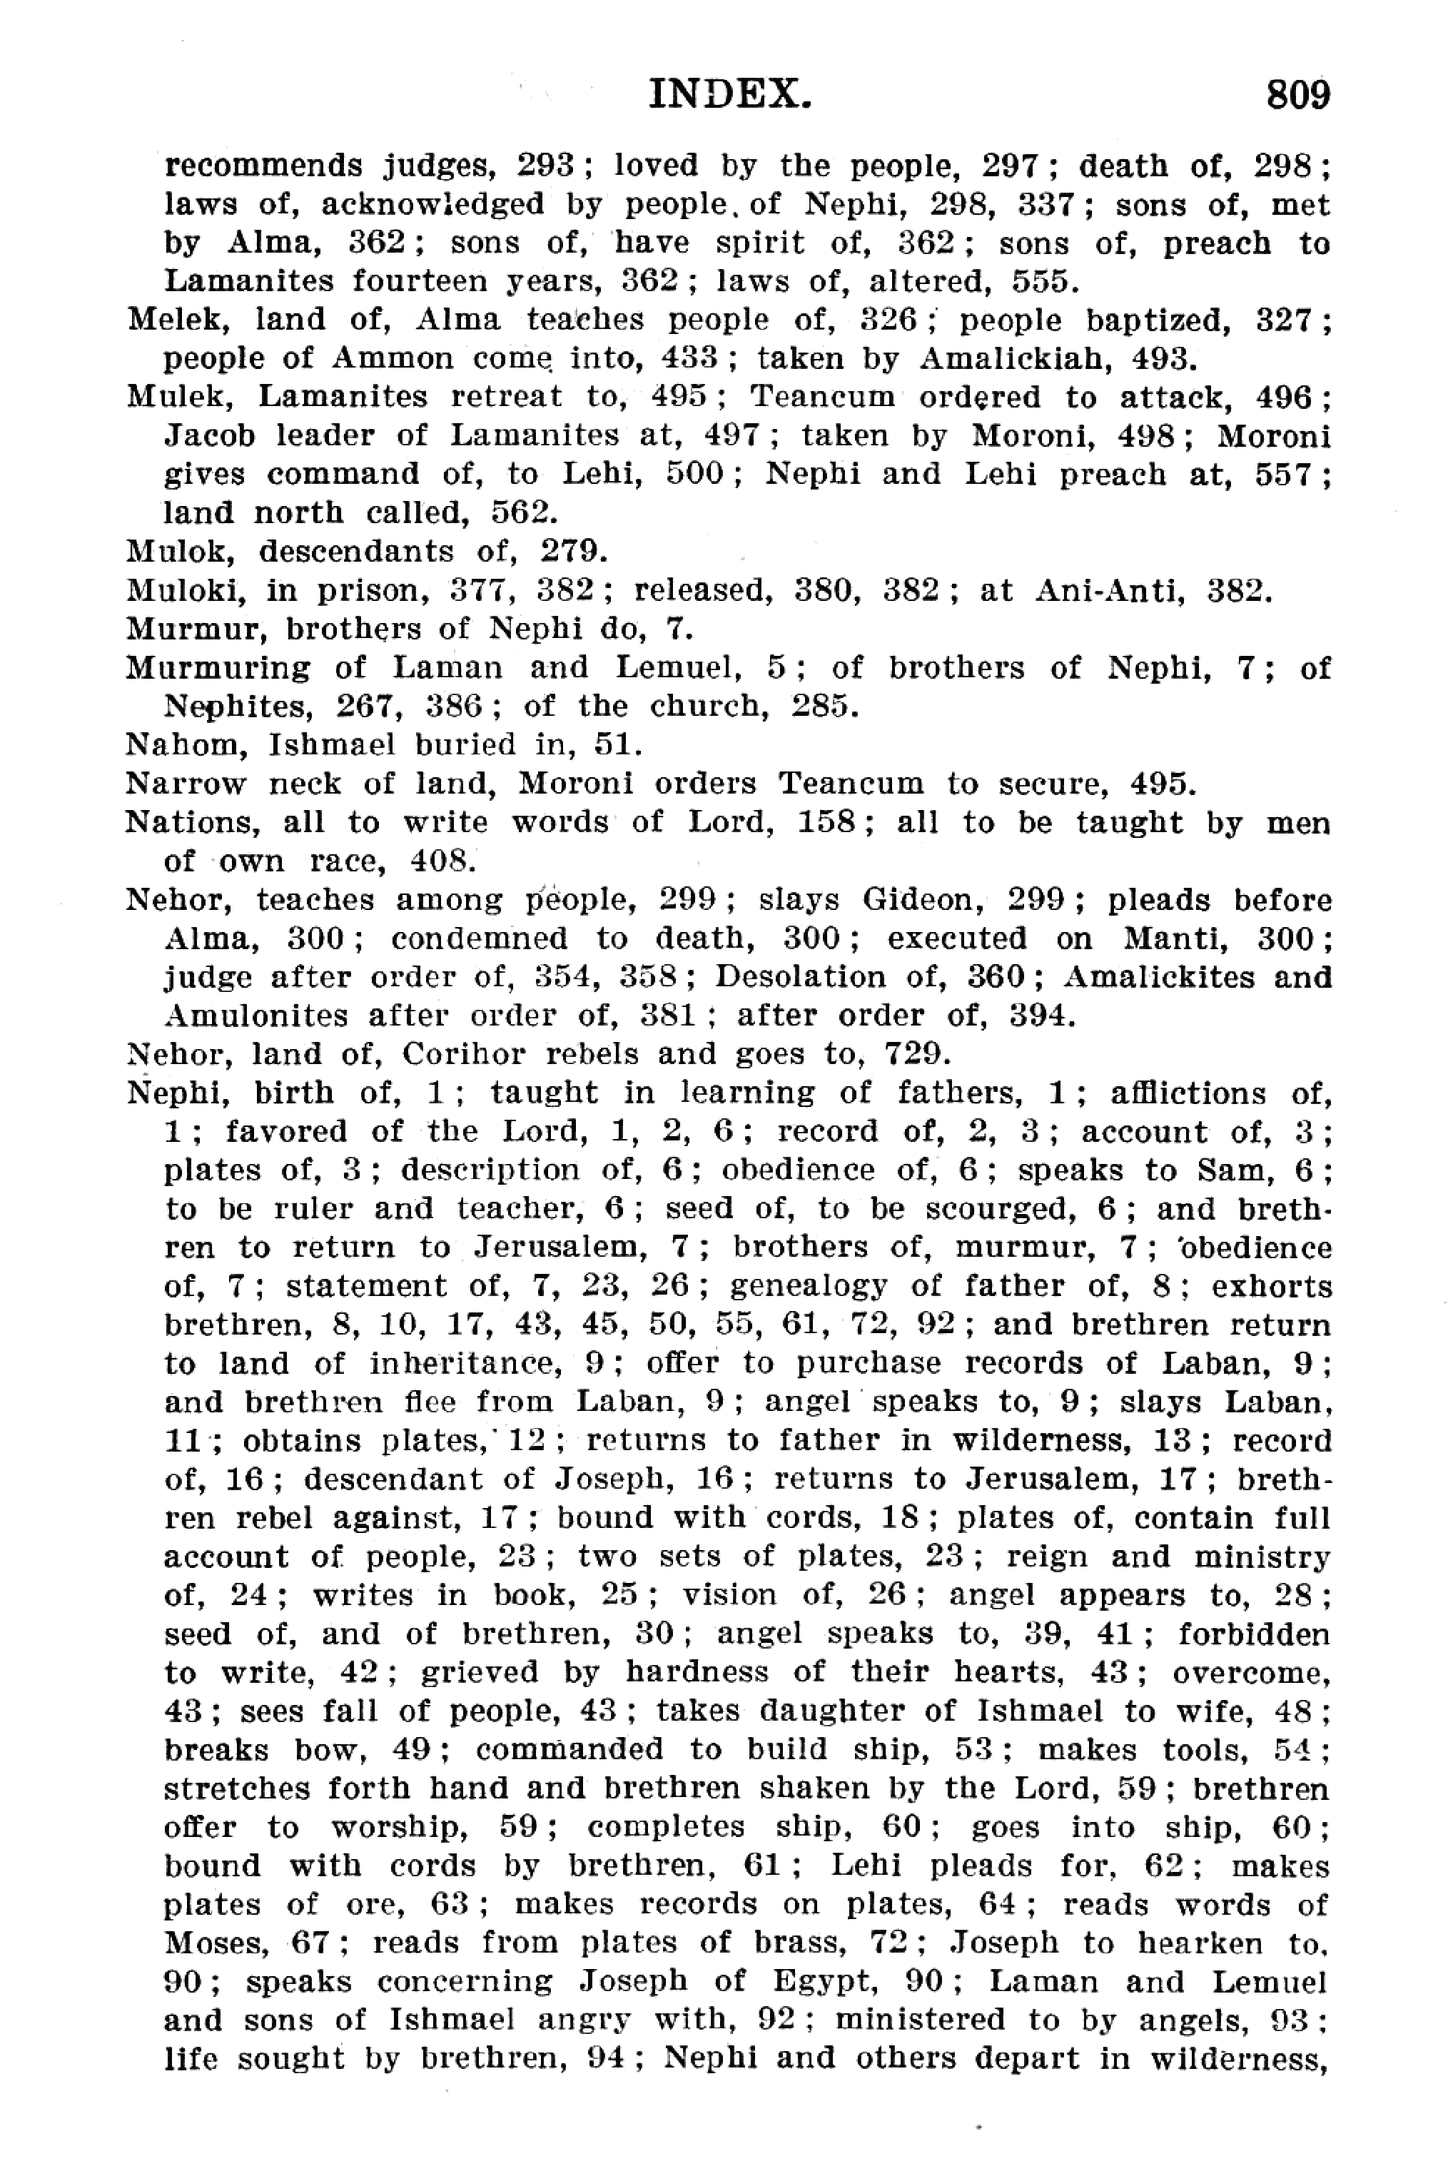 INDEX. 809
recommends judges, 293; loved by the people, 297; death of, 298;
laws of, acknowledged by people of Nephi, 298, 337; sons of, met
by Alma, 362; sons of, have spirit of, 362; sons of, preach to
Lamanites fourteen years, 362; laws of, altered, 555.
Melek, land of, Alma teaches people of, 326; people baptized, 327;
people of Ammon come into, 433; taken by Amalickiah, 493.
Mulek, Lamanites retreat to, 495; Teancum ordered to attack, 496;
Jacob leader of Lamanites at, 497; taken by Moroni, 498; Moroni
gives command of, to Lehi, 500; Nephi and Lehi preach at, 557;
land north called, 562.
Mulok, descendants of, 279.
Muloki, in prison, 377, 382; released, 380, 382; at Ani-Anti, 382.
Murmur, brothers of Nephi do, 7.
Murmuring of Laman and Lemuel, 5; of brothers of Nephi, 7; of
Nephites, 267, 386; of the church, 285.
Nahom, Ishmael buried in, 51.
Narrow neck of land, Moroni orders Teancum to secure, 495.
Nations, all to write words of Lord, 158; all to be taught by men
of own race, 408.
Nehor, teaches among people, 299; slays Gideon, 299; pleads before
Alma, 300; condemned to death, 300; executed on Manti, 300;
judge after order of, 354, 358; Desolation of, 360; Amalickites and
Amulonites after order of, 381; after order of, 394.
Nehor, land of, Corihor rebels and goes to, 729.
Nephi, birth of, 1; taught in learning of fathers, 1; afflictions of,
1; favored of the Lord, 1, 2, 6; record of, 2, 3; account of, 3;
plates of, 3; description of, 6; obedience of, 6; speaks to Sam, 6;
to be ruler and teacher, 6; seed of, to be scourged, 6; and breth-
ren to return to Jerusalem, 7; brothers of, murmur, 7; obedience
of, 7; statement of, 7, 23, 26; genealogy of father of, 8; exhorts
brethren, 8, 10, 17, 43, 45, 50, 55, 61, 72, 92; and brethren return
to land of inheritance, 9; offer to purchase records of Laban, 9;
and brethren flee from Laban, 9; angel speaks to, 9; slays Laban,
11; obtains plates, 12; returns to father in wilderness, 13; record
of, 16; descendant of Joseph, 16; returns to Jerusalem, 17; breth-
ren rebel against, 17; bound with cords, 18; plates of, contain full
account of people, 23; two sets of plates, 23; reign and ministry
of, 24; writes in book, 25; vision of, 26; angel appears to, 28;
seed of, and of brethren, 30; angel speaks to, 39, 41; forbidden
to write, 42; grieved by hardness of their hearts, 43; overcome,
43; sees fall of people, 43; takes daughter of Ishmael to wife, 48;
breaks bow, 49; commanded to build ship, 53; makes tools, 54;
stretches forth hand and brethren shaken by the Lord, 59; brethren
offer to worship, 59; completes ship, 60; goes into ship, 60;
bound with cords by brethren, 61; Lehi pleads for, 62; makes
plates of ore, 63; makes records on plates, 64; reads words of
Moses, 67; reads from plates of brass, 72; Joseph to hearken to,
90; speaks concerning Joseph of Egypt, 90; Laman and Lemuel
and sons of Ishmael angry with, 92; ministered to by angels, 93;
life sought by brethren, 94; Nephi and others depart in wilderness,